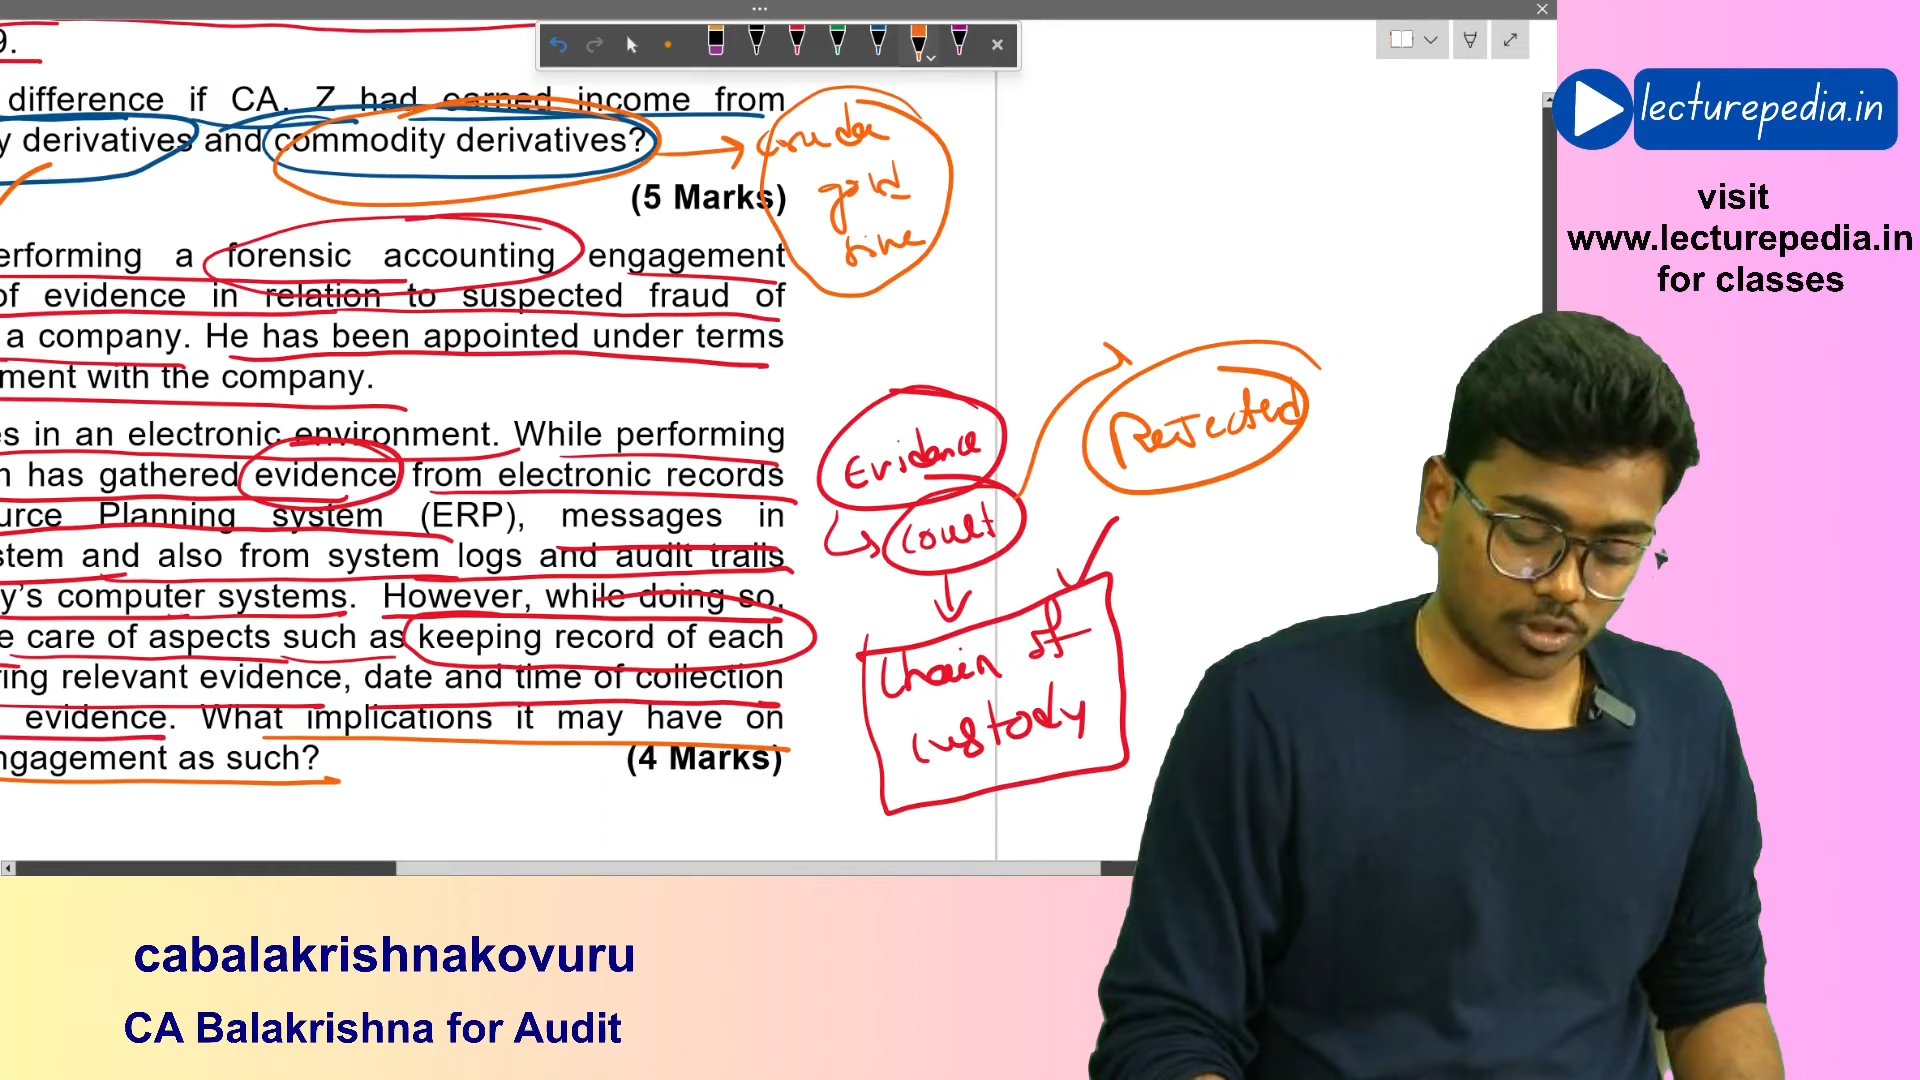 9.
difference if CA. Z had earned income from
y derivatives and commodity derivatives?
(5 Marks)
crude
gold
erforming a forensic accounting engagement
of evidence in relation to suspected fraud of
a company. He has been appointed under terms
ment with the company.
es in an electronic environment. While performing
n has gathered evidence from electronic records
urce Planning system (ERP), messages in
stem and also from system logs and audit trails
y's computer systems. However, while doing so,
e care of aspects such as keeping record of each
ring relevant evidence, date and time of collection
evidence. What implications it may have on
ngagement as such?
(4 Marks)
Evidence
Court
Rejected
Chain of
custody
lecturepedia.in
visit
www.lecturepedia.in
for classes
cabalakrishnakovuru
CA Balakrishna for Audit